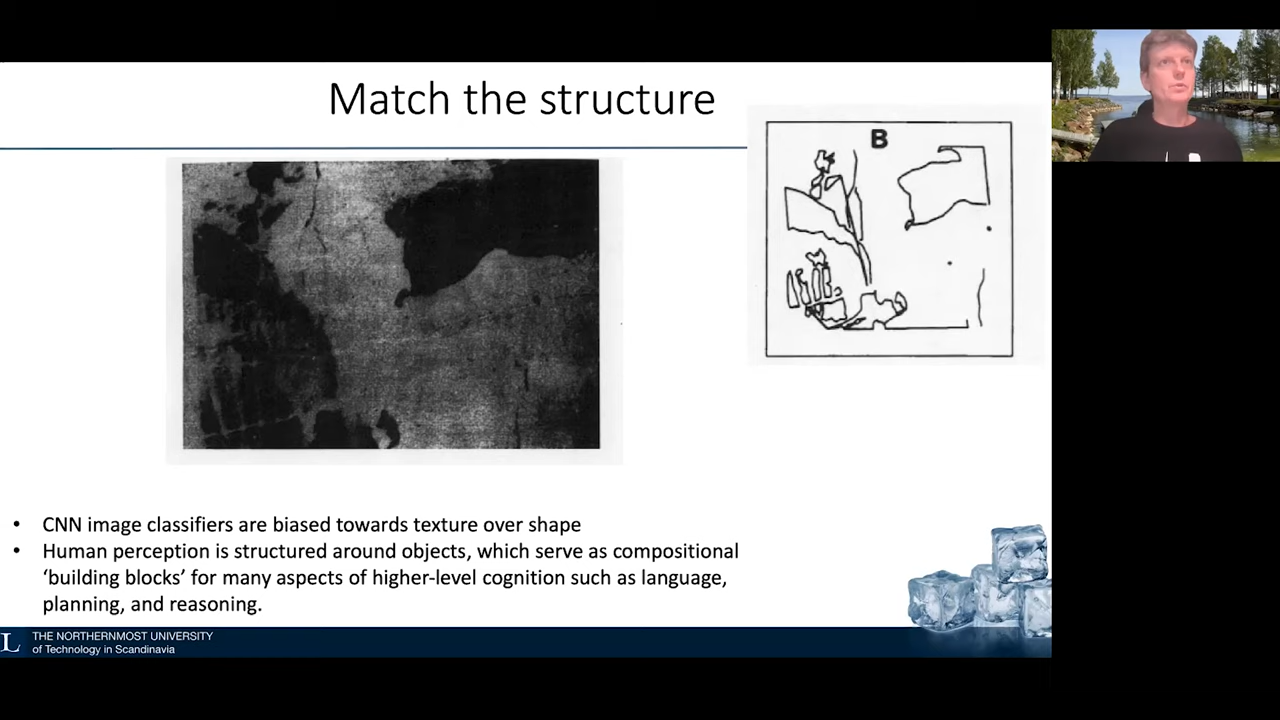 Match the structure
B
• CNN image classifiers are biased towards texture over shape
• Human perception is structured around objects, which serve as compositional
‘building blocks’ for many aspects of higher-level cognition such as language,
planning, and reasoning.
L
THE NORTHERNMOST UNIVERSITY
of Technology in Scandinavia